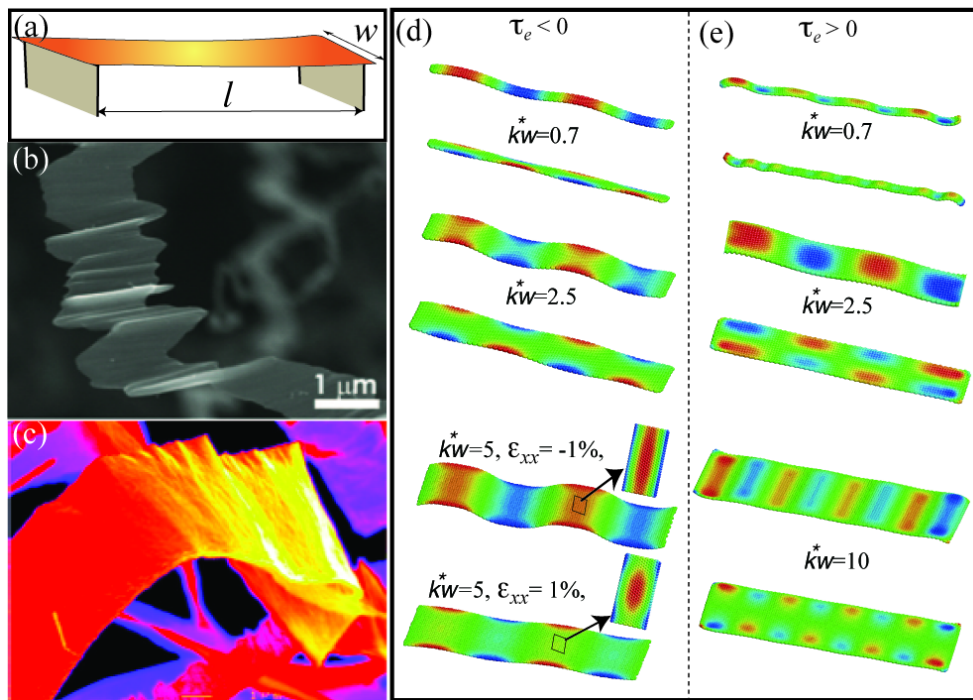 (a)
w
l
(b)
1 μm
(c)
(d)
τe < 0
k*w=0.7
k*w=2.5
k*w=5, εxx= -1%,
k*w=5, εxx= 1%,
(e)
τe > 0
k*w=0.7
k*w=2.5
k*w=10